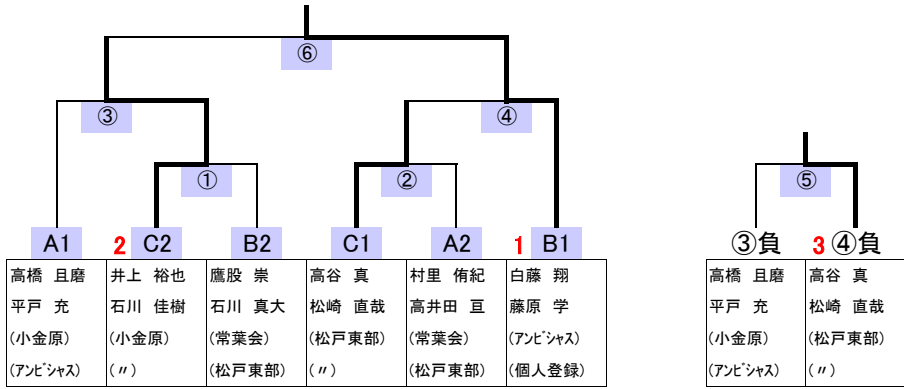 ⑥
③ ④
① ② ⑤
A1 2 C2 B2 C1 A2 1 B1 ③負 3 ④負
高橋 且磨 井上 裕也 鷹股 崇 高谷 真 村里 侑紀 白藤 翔 高橋 且磨 高谷 真
平戸 充 石川 佳樹 石川 真大 松崎 直哉 高井田 亘 藤原 学 平戸 充 松崎 直哉
(小金原) (小金原) (常葉会) (松戸東部) (常葉会) (アンビシャス) (小金原) (松戸東部)
(アンビシャス) (〃) (松戸東部) (〃) (松戸東部) (個人登録) (アンビシャス) (〃)